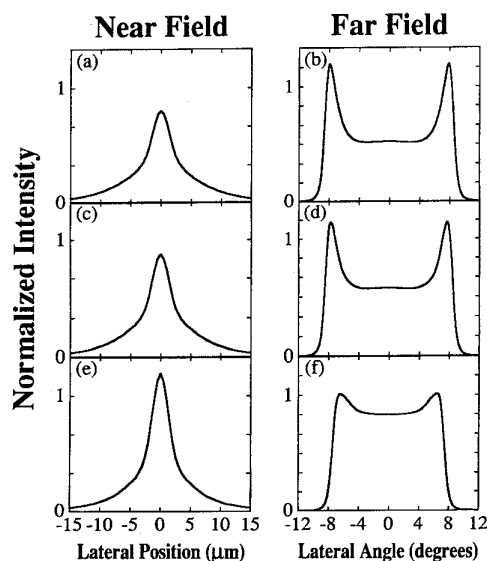 Near Field
Far Field
Normalized Intensity
(a)
1
0
(b)
1
0
(c)
1
0
(d)
1
0
(e)
1
0
(f)
1
0
-15 -10 -5 0 5 10 15
-12 -8 -4 0 4 8 12
Lateral Position (μm)
Lateral Angle (degrees)